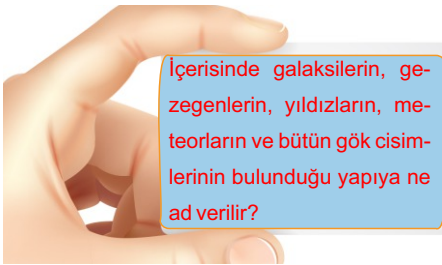 İçerisinde galaksilerin, ge-
zegenlerin, yıldızların, me-
teorların ve bütün gök cisim-
lerinin bulunduğu yapıya ne
ad verilir?